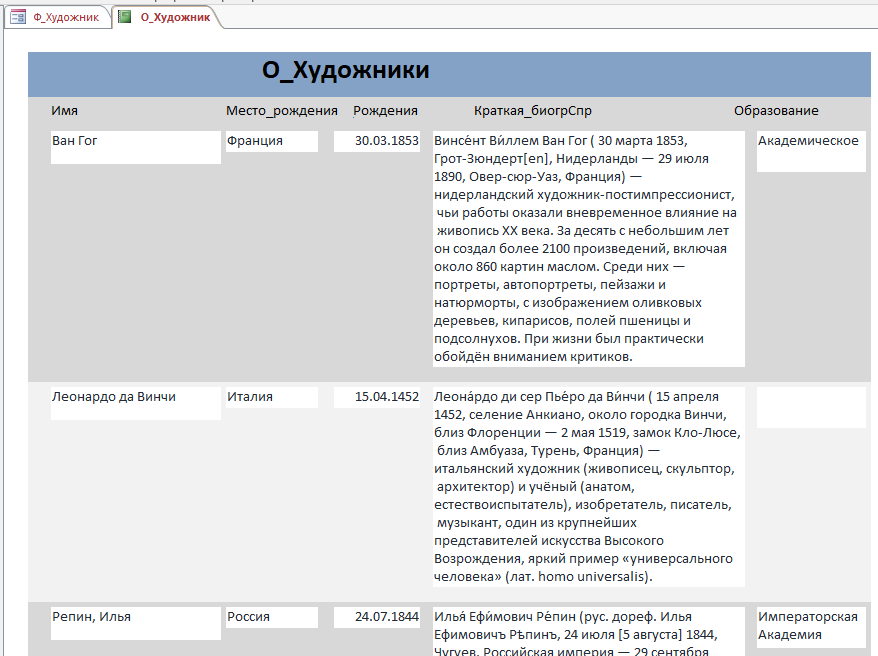 Ф_Художник О_Художник
О_Художники
Имя Место_рождения Рождения Краткая_биогрСпр Образование
Ван Гог Франция 30.03.1853 Винсе́нт Ви́ллем Ван Гог ( 30 марта 1853, Академическое
Грот-Зюндерт[en], Нидерланды — 29 июля
1890, Овер-сюр-Уаз, Франция) —
нидерландский художник-постимпрессионист,
чьи работы оказали вневременное влияние на
живопись XX века. За десять с небольшим лет
он создал более 2100 произведений, включая
около 860 картин маслом. Среди них —
портреты, автопортреты, пейзажи и
натюрморты, с изображением оливковых
деревьев, кипарисов, полей пшеницы и
подсолнухов. При жизни был практически
обойдён вниманием критиков.
Леонардо да Винчи Италия 15.04.1452 Леона́рдо ди сер Пье́ро да Ви́нчи ( 15 апреля
1452, селение Анкиано, около городка Винчи,
близ Флоренции — 2 мая 1519, замок Кло-Люсе,
близ Амбуаза, Турень, Франция) —
итальянский художник (живописец, скульптор,
архитектор) и учёный (анатом,
естествоиспытатель), изобретатель, писатель,
музыкант, один из крупнейших
представителей искусства Высокого
Возрождения, яркий пример «универсального
человека» (лат. homo universalis).
Репин, Илья Россия 24.07.1844 Илья́ Ефи́мович Ре́пин (рус. дореф. Илья Императорская
Ефимовичъ Рѣпинъ, 24 июля [5 августа] 1844, Академия
Чугуев, Российская империя — 29 сентября